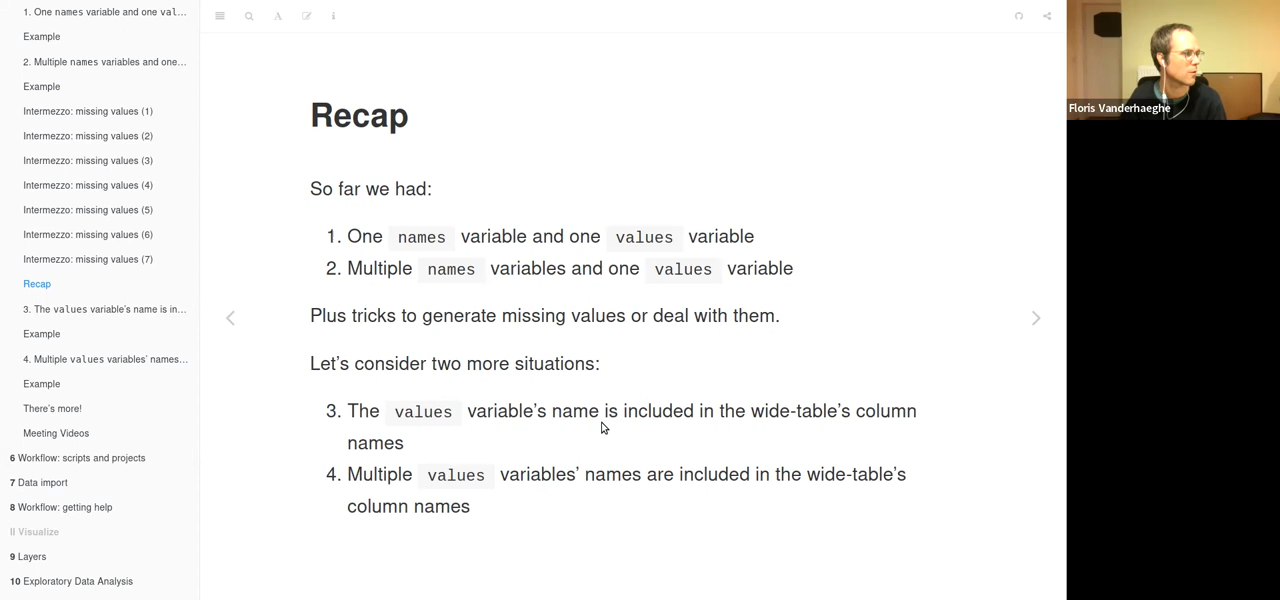 1. One names variable and one val...
Example
2. Multiple names variables and one...
Example
Intermezzo: missing values (1)
Intermezzo: missing values (2)
Intermezzo: missing values (3)
Intermezzo: missing values (4)
Intermezzo: missing values (5)
Intermezzo: missing values (6)
Intermezzo: missing values (7)
Recap
3. The values variable's name is in...
Example
4. Multiple values variables' names...
Example
There's more!
Meeting Videos
6 Workflow: scripts and projects
7 Data import
8 Workflow: getting help
II Visualize
9 Layers
10 Exploratory Data Analysis
A
i
Recap
So far we had:
1. One names variable and one values variable
2. Multiple names variables and one values variable
Plus tricks to generate missing values or deal with them.
Let's consider two more situations:
3. The values variable's name is included in the wide-table's column
names
4. Multiple values variables' names are included in the wide-table's
column names
Floris Vanderhaeghe